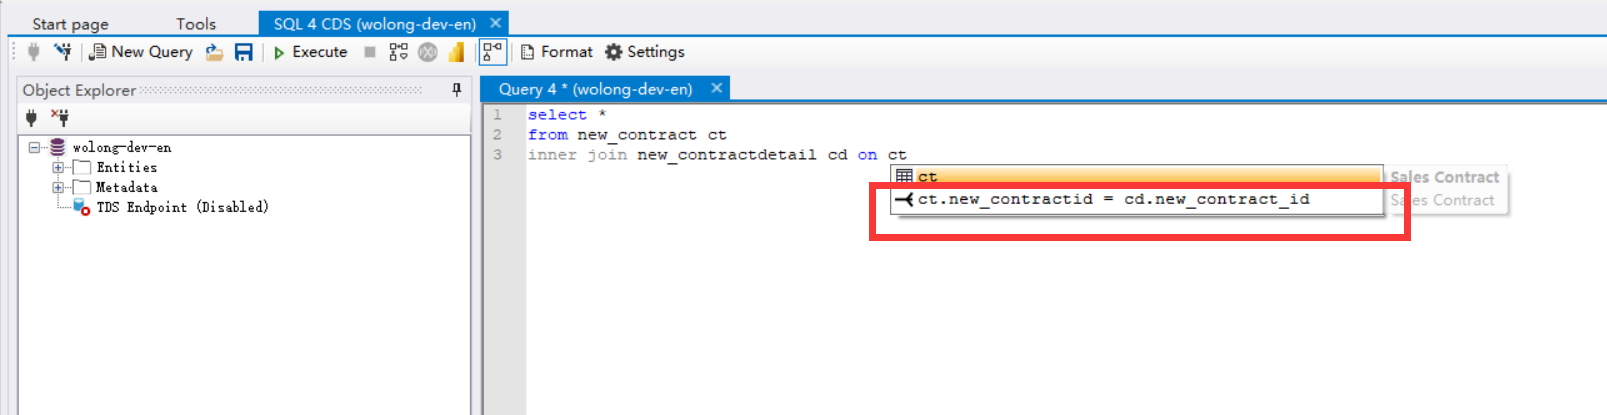 Start page Tools SQL 4 CDS (wolong-dev-en)
New Query Execute Format Settings
Object Explorer
wolong-dev-en
Entities
Metadata
TDS Endpoint (Disabled)
Query 4 * (wolong-dev-en)
1 select *
2 from new_contract ct
3 inner join new_contractdetail cd on ct
ct Sales Contract
ct.new_contractid = cd.new_contract_id Sales Contract